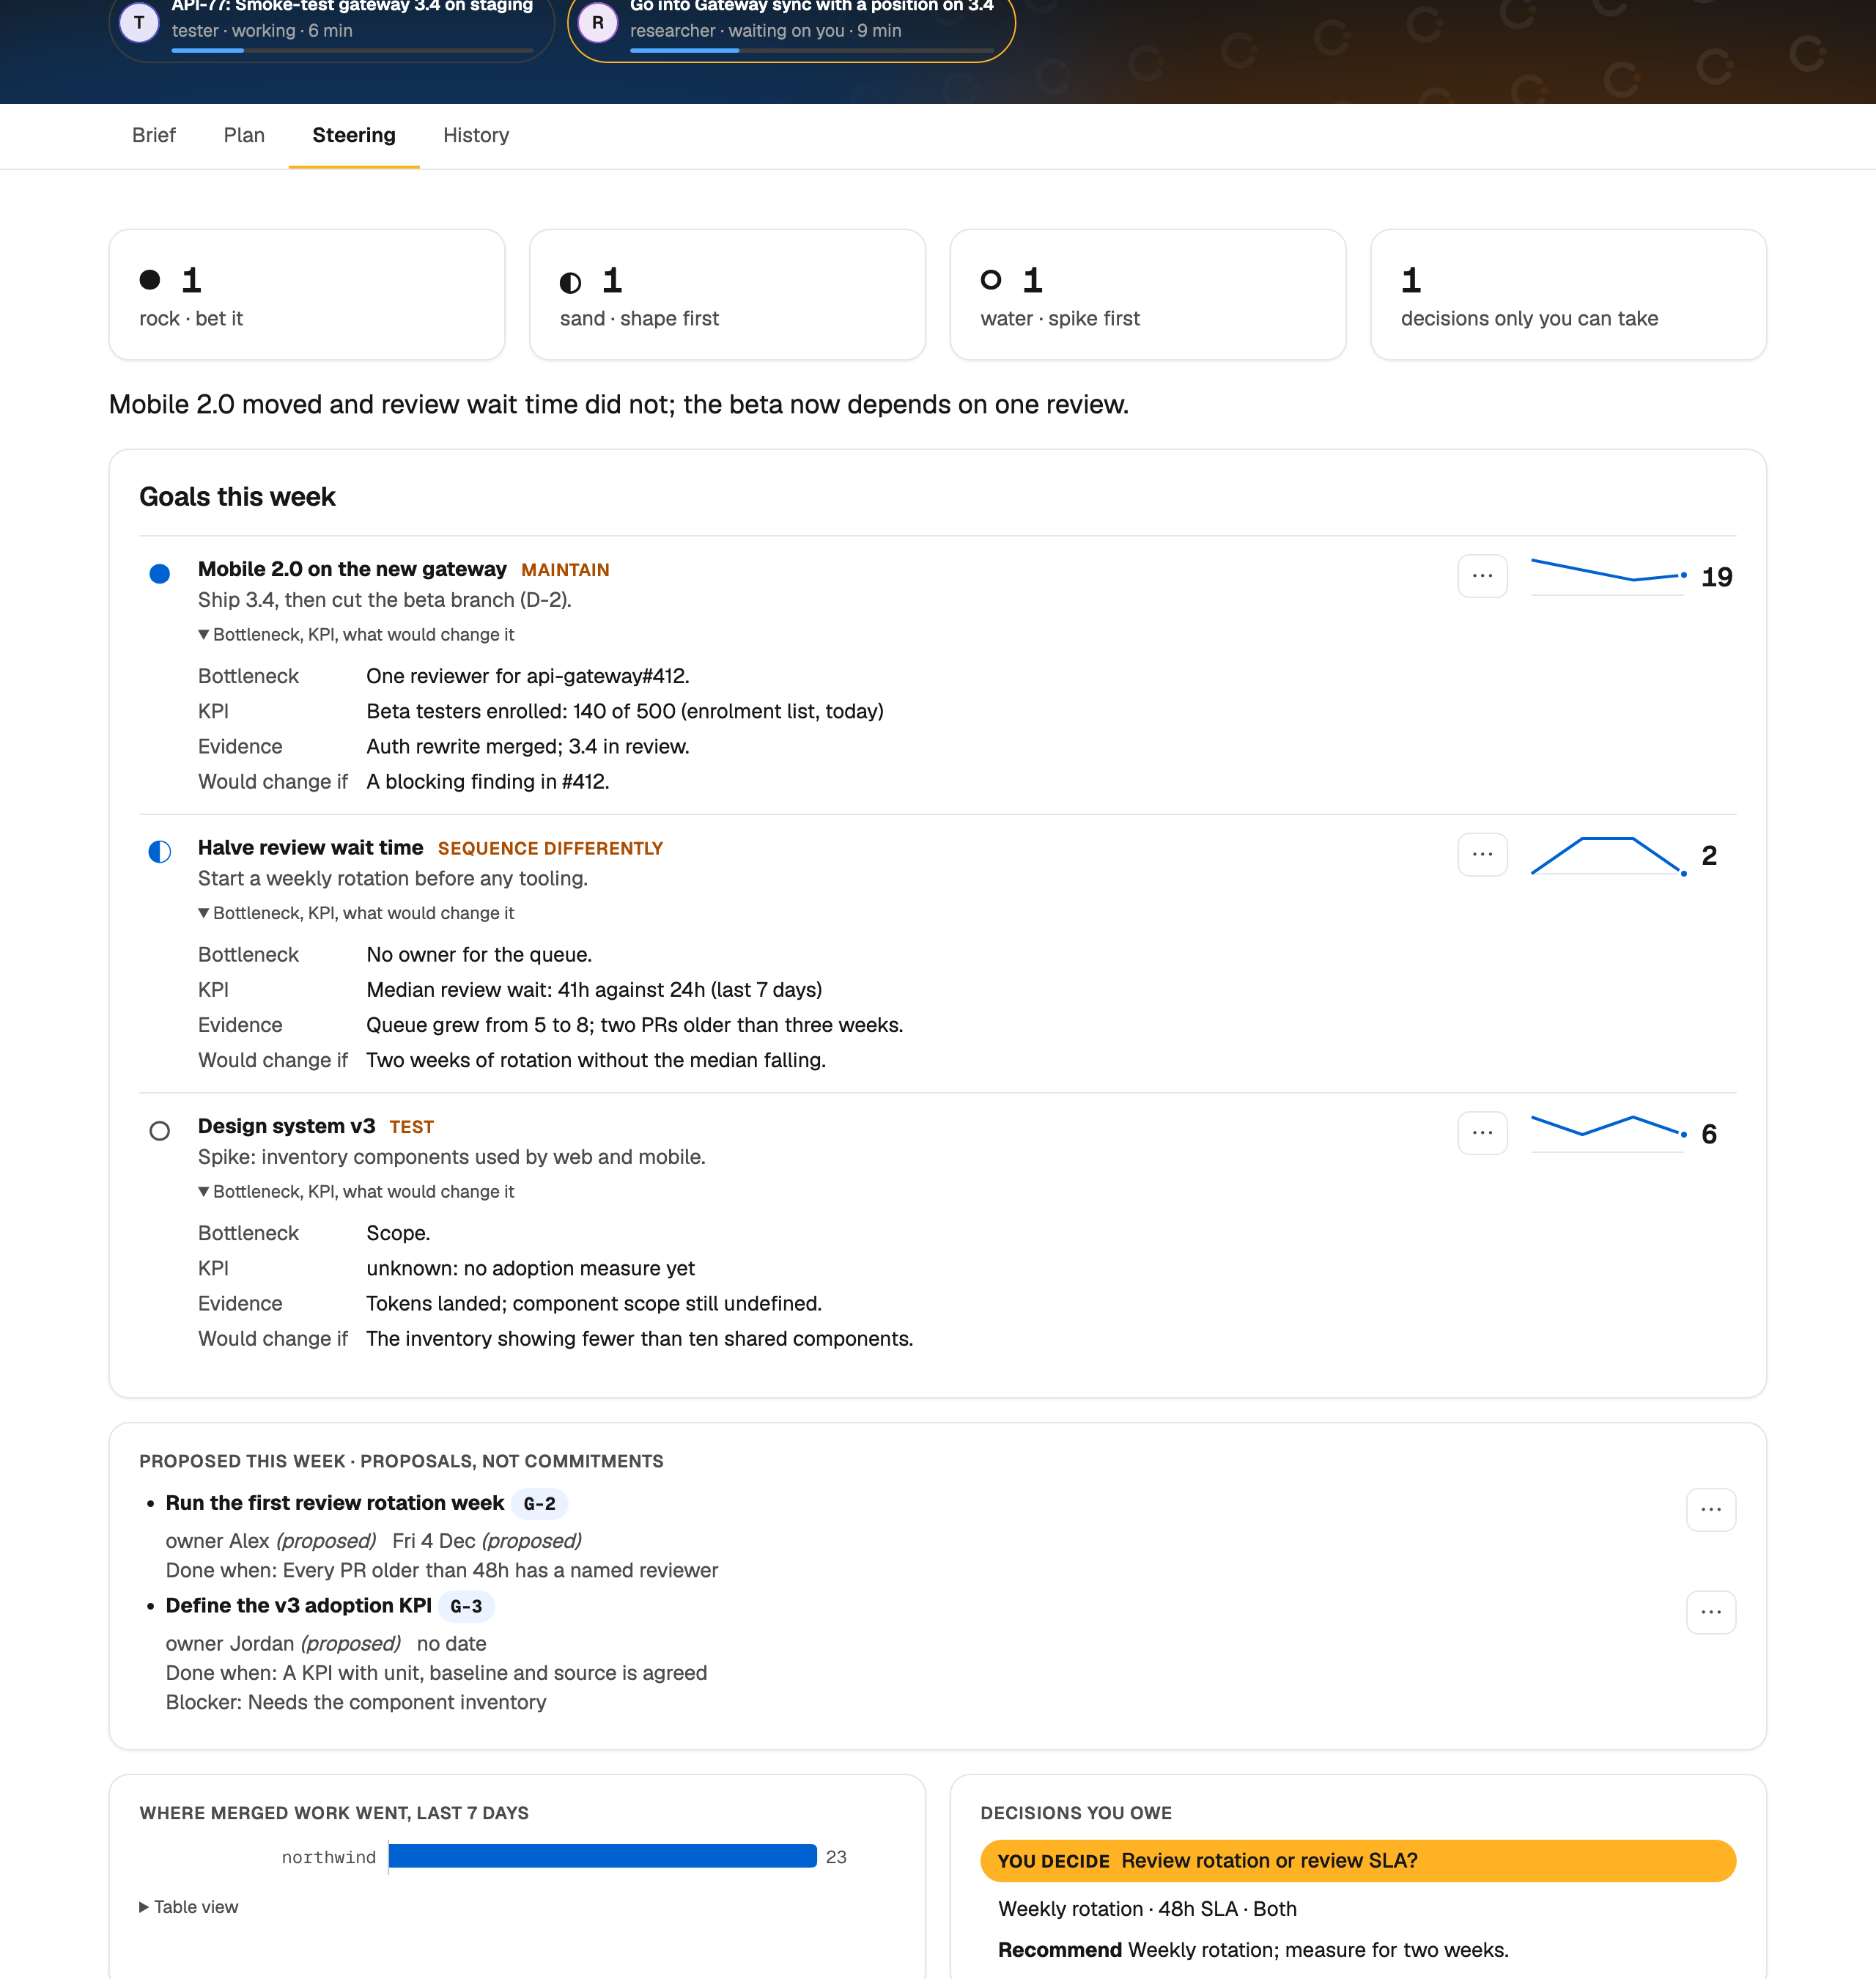 API-77: Smoke-test gateway 3.4 on staging
T
tester · working · 6 min
Go into Gateway sync with a position on 3.4
R
researcher · waiting on you · 9 min
Brief
Plan
Steering
History
1
rock · bet it
1
sand · shape first
1
water · spike first
1
decisions only you can take
Mobile 2.0 moved and review wait time did not; the beta now depends on one review.
Goals this week
Mobile 2.0 on the new gateway MAINTAIN
... 19
Ship 3.4, then cut the beta branch (D-2).
▼ Bottleneck, KPI, what would change it
Bottleneck One reviewer for api-gateway#412.
KPI Beta testers enrolled: 140 of 500 (enrolment list, today)
Evidence Auth rewrite merged; 3.4 in review.
Would change if A blocking finding in #412.
Halve review wait time SEQUENCE DIFFERENTLY
... 2
Start a weekly rotation before any tooling.
▼ Bottleneck, KPI, what would change it
Bottleneck No owner for the queue.
KPI Median review wait: 41h against 24h (last 7 days)
Evidence Queue grew from 5 to 8; two PRs older than three weeks.
Would change if Two weeks of rotation without the median falling.
Design system v3 TEST
... 6
Spike: inventory components used by web and mobile.
▼ Bottleneck, KPI, what would change it
Bottleneck Scope.
KPI unknown: no adoption measure yet
Evidence Tokens landed; component scope still undefined.
Would change if The inventory showing fewer than ten shared components.
PROPOSED THIS WEEK · PROPOSALS, NOT COMMITMENTS
• Run the first review rotation week G-2
...
owner Alex (proposed) Fri 4 Dec (proposed)
Done when: Every PR older than 48h has a named reviewer
• Define the v3 adoption KPI G-3
...
owner Jordan (proposed) no date
Done when: A KPI with unit, baseline and source is agreed
Blocker: Needs the component inventory
WHERE MERGED WORK WENT, LAST 7 DAYS
northwind 23
▶ Table view
DECISIONS YOU OWE
YOU DECIDE Review rotation or review SLA?
Weekly rotation · 48h SLA · Both
Recommend Weekly rotation; measure for two weeks.